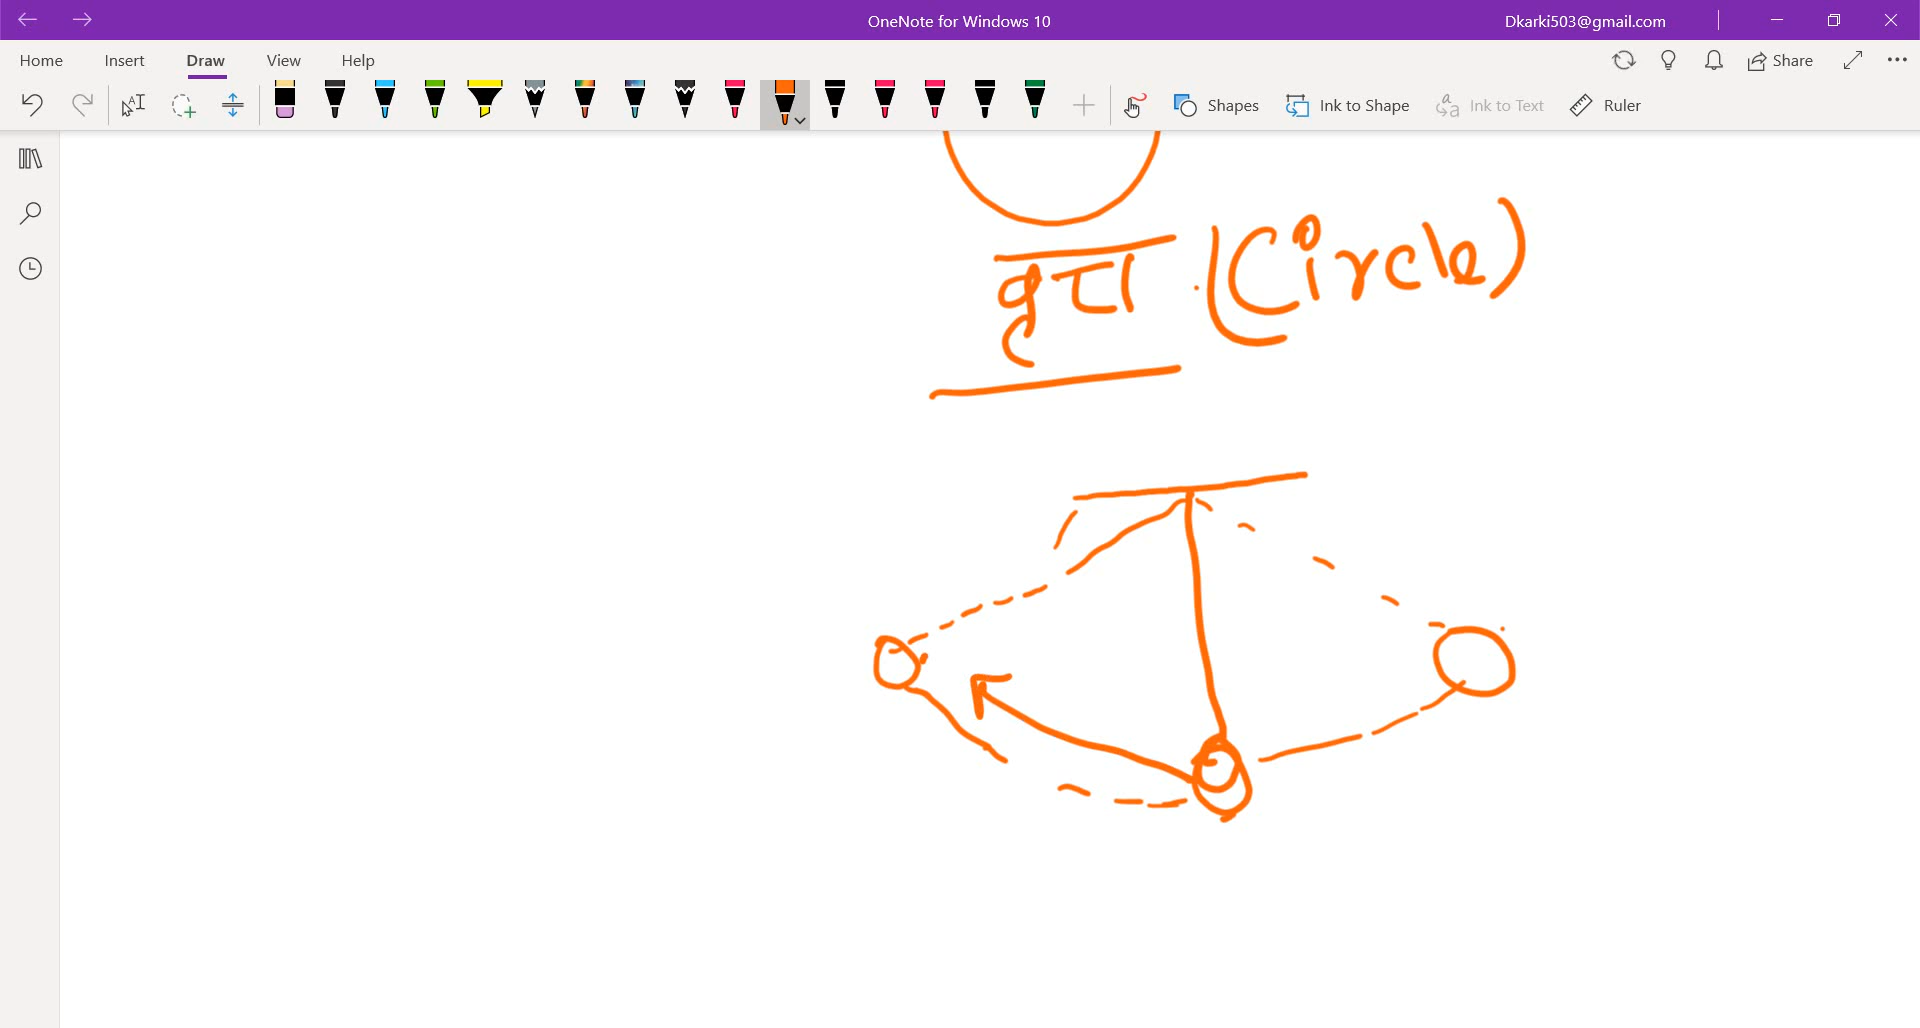 OneNote for Windows 10
Dkarki503@gmail.com
Home Insert Draw View Help
Share
Shapes Ink to Shape Ink to Text Ruler
वृत्त (Circle)